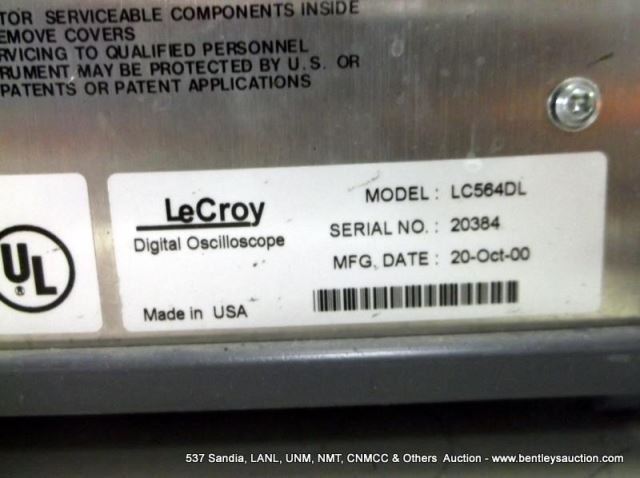 TOR SERVICEABLE COMPONENTS INSIDE
EMOVE COVERS
RVICING TO QUALIFIED PERSONNEL
RUMENT MAY BE PROTECTED BY U.S. OR
PATENTS OR PATENT APPLICATIONS
UL
®
LeCroy
Digital Oscilloscope
Made in USA
MODEL : LC564DL
SERIAL NO. : 20384
MFG. DATE : 20-Oct-00
537 Sandia, LANL, UNM, NMT, CNMCC & Others Auction - www.bentleysauction.com